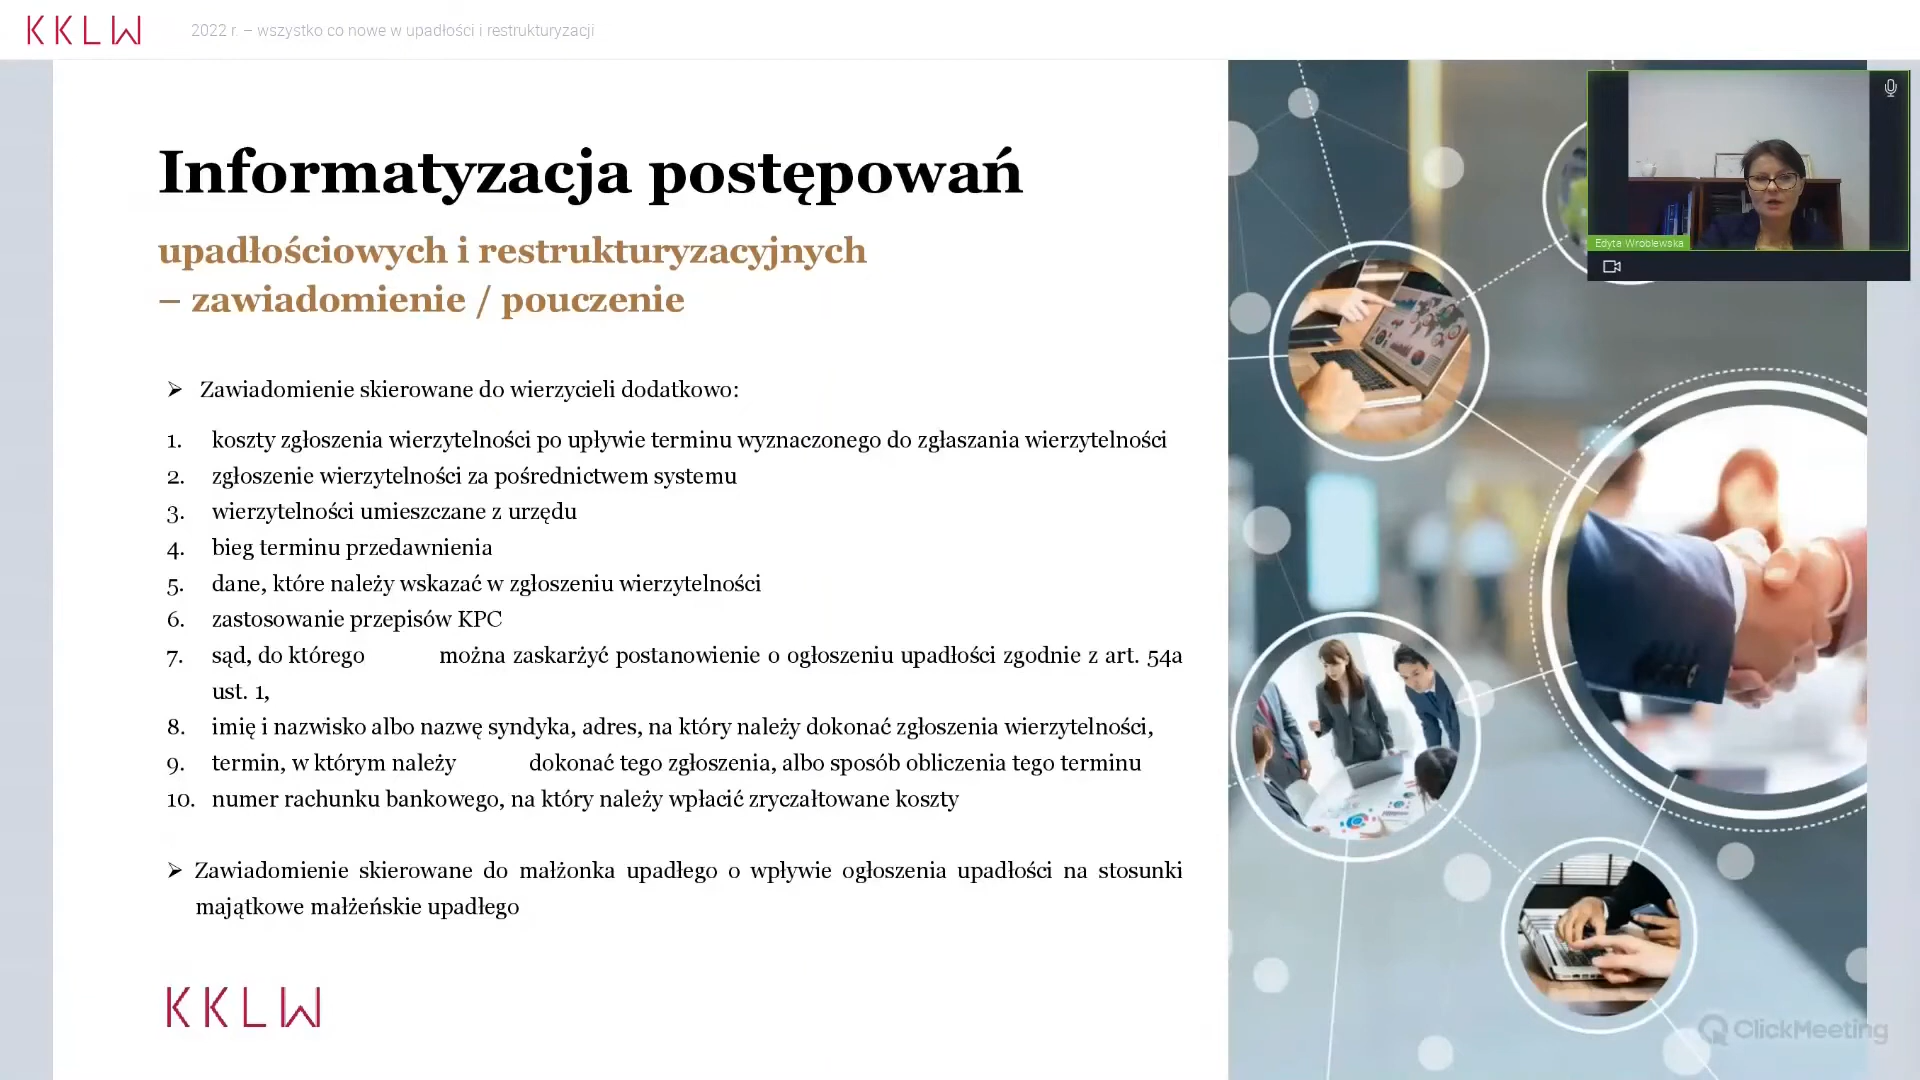 KKLW
2022 r. – wszystko co nowe w upadłości i restrukturyzacji
Informatyzacja postępowań
upadłościowych i restrukturyzacyjnych
– zawiadomienie / pouczenie
Edyta Wroblewska
➢ Zawiadomienie skierowane do wierzycieli dodatkowo:
1. koszty zgłoszenia wierzytelności po upływie terminu wyznaczonego do zgłaszania wierzytelności
2. zgłoszenie wierzytelności za pośrednictwem systemu
3. wierzytelności umieszczane z urzędu
4. bieg terminu przedawnienia
5. dane, które należy wskazać w zgłoszeniu wierzytelności
6. zastosowanie przepisów KPC
7. sąd, do którego można zaskarżyć postanowienie o ogłoszeniu upadłości zgodnie z art. 54a
ust. 1,
8. imię i nazwisko albo nazwę syndyka, adres, na który należy dokonać zgłoszenia wierzytelności,
9. termin, w którym należy dokonać tego zgłoszenia, albo sposób obliczenia tego terminu
10. numer rachunku bankowego, na który należy wpłacić zryczałtowane koszty
➢ Zawiadomienie skierowane do małżonka upadłego o wpływie ogłoszenia upadłości na stosunki
majątkowe małżeńskie upadłego
KKLW
ClickMeeting